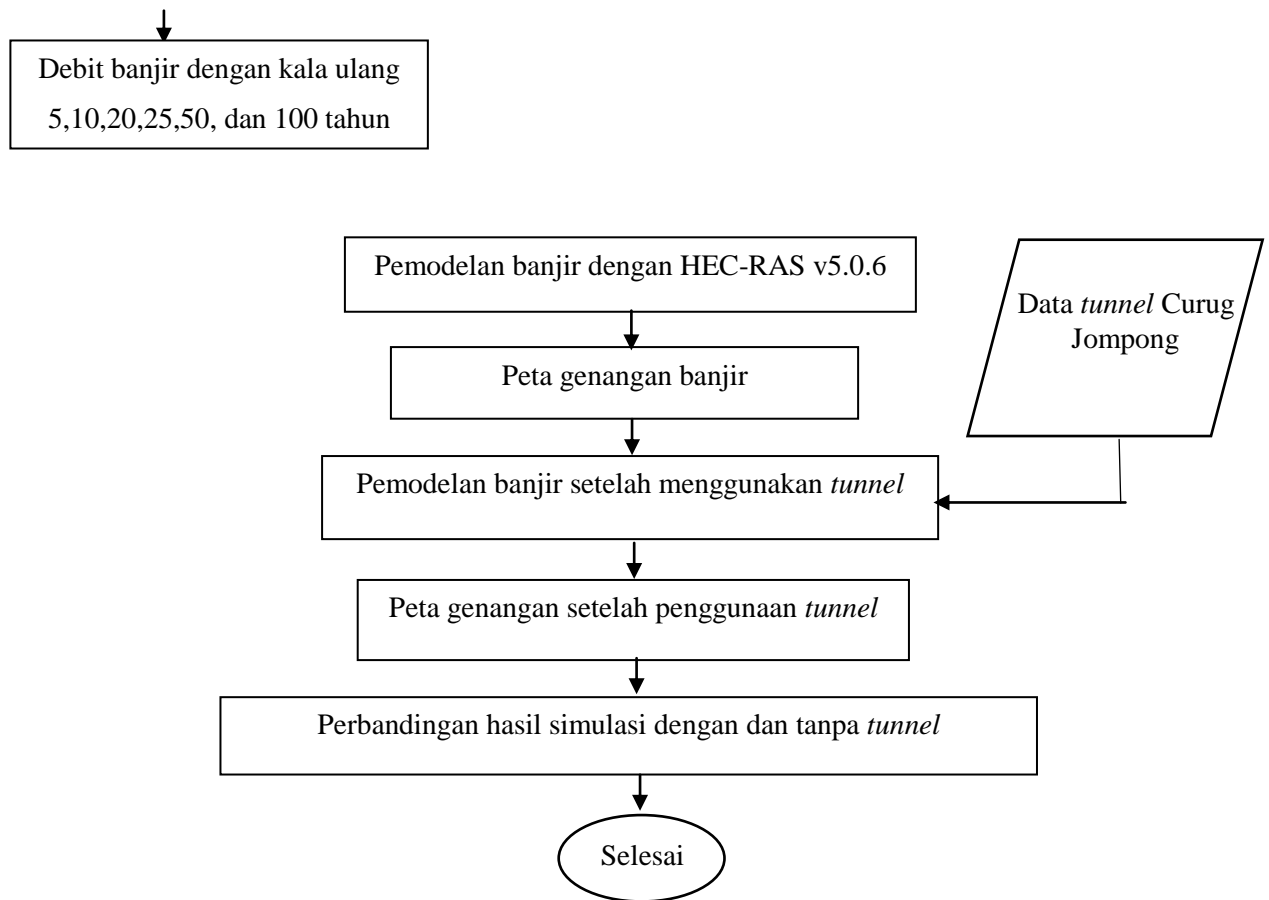 Debit banjir dengan kala ulang
5,10,20,25,50, dan 100 tahun
Pemodelan banjir dengan HEC-RAS v5.0.6
Data tunnel Curug
Jompong
Peta genangan banjir
Pemodelan banjir setelah menggunakan tunnel
Peta genangan setelah penggunaan tunnel
Perbandingan hasil simulasi dengan dan tanpa tunnel
Selesai